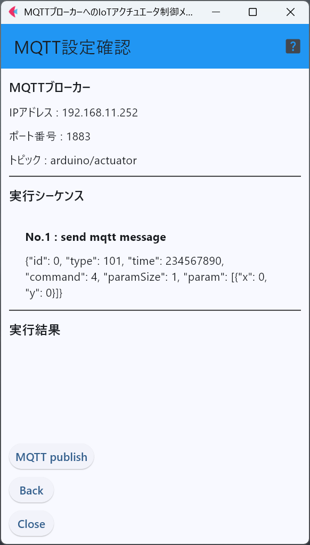 MQTTブローカーへのIoTアクチュエータ制御メ...
MQTT設定確認
?
MQTTブローカー
IPアドレス : 192.168.11.252
ポート番号 : 1883
トピック : arduino/actuator
実行シーケンス
No.1 : send mqtt message
{"id": 0, "type": 101, "time": 234567890,
"command": 4, "paramSize": 1, "param": [{"x": 0,
"y": 0}]}
実行結果
MQTT publish
Back
Close